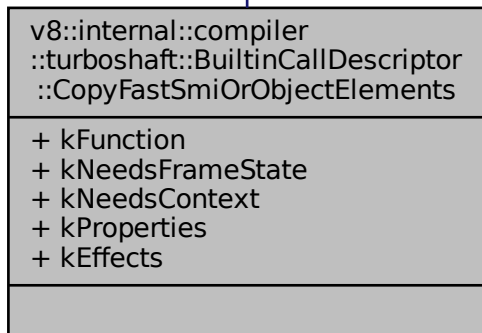 v8::internal::compiler
::turboshaft::BuiltinCallDescriptor
::CopyFastSmiOrObjectElements
+ kFunction
+ kNeedsFrameState
+ kNeedsContext
+ kProperties
+ kEffects